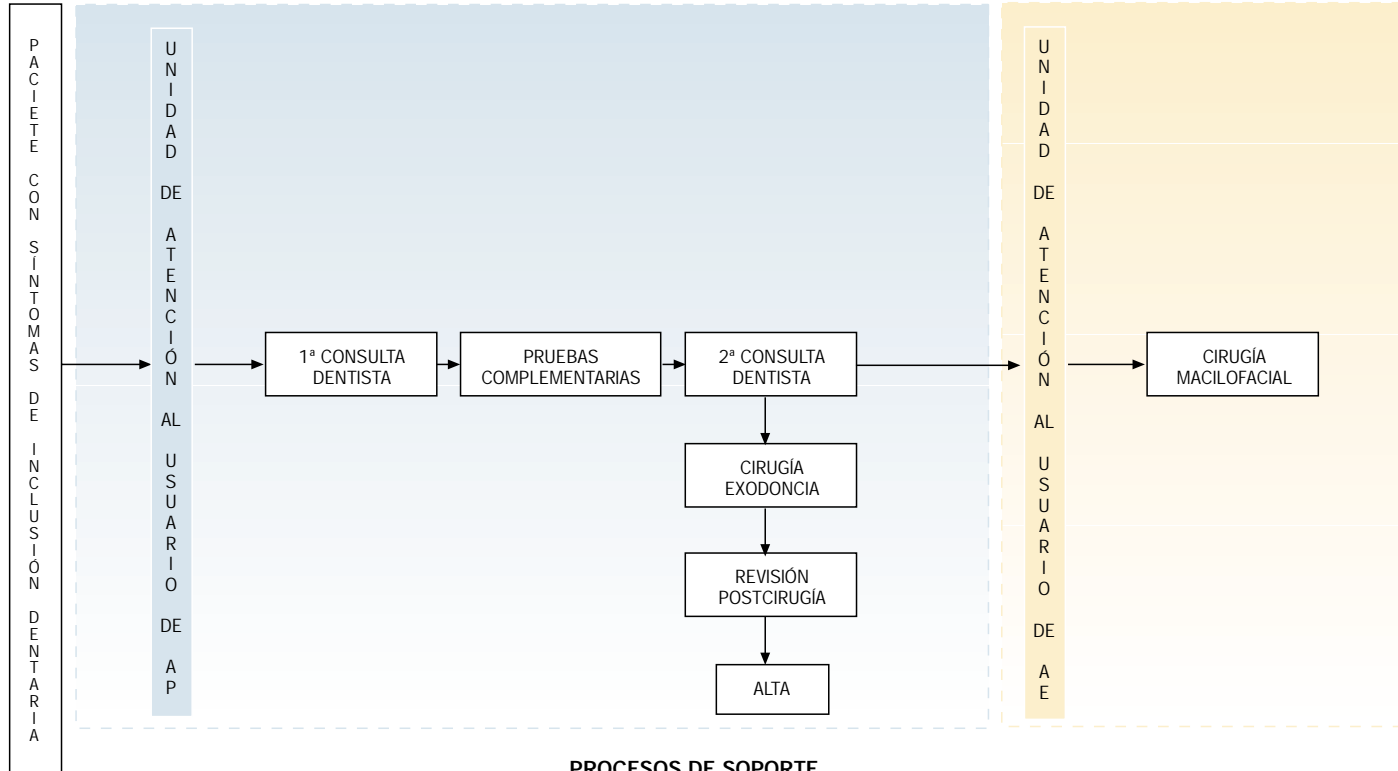 PACIETE CON SÍNTOMAS DE INCLUSIÓN DENTARIA
UNIDAD DE ATENCIÓN AL USUARIO DE AP
1ª CONSULTA
DENTISTA
PRUEBAS
COMPLEMENTARIAS
2ª CONSULTA
DENTISTA
CIRUGÍA
EXODONCIA
REVISIÓN
POSTCIRUGÍA
ALTA
UNIDAD DE ATENCIÓN AL USUARIO DE AE
CIRUGÍA
MACILOFACIAL
PROCESOS DE SOPORTE